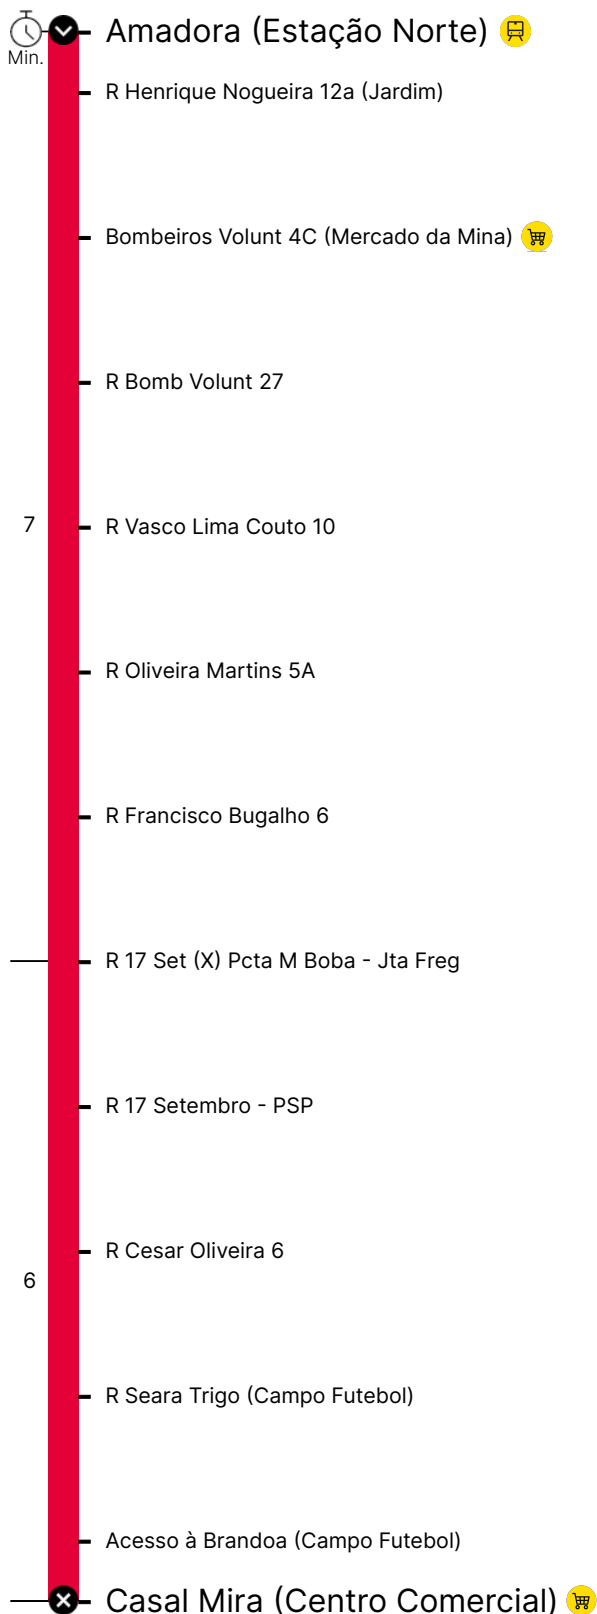 Amadora (Estação Norte)
Min.
R Henrique Nogueira 12a (Jardim)
Bombeiros Volunt 4C (Mercado da Mina)
R Bomb Volunt 27
7
R Vasco Lima Couto 10
R Oliveira Martins 5A
R Francisco Bugalho 6
R 17 Set (X) Pcta M Boba - Jta Freg
R 17 Setembro - PSP
R Cesar Oliveira 6
6
R Seara Trigo (Campo Futebol)
Acesso à Brandoa (Campo Futebol)
Casal Mira (Centro Comercial)